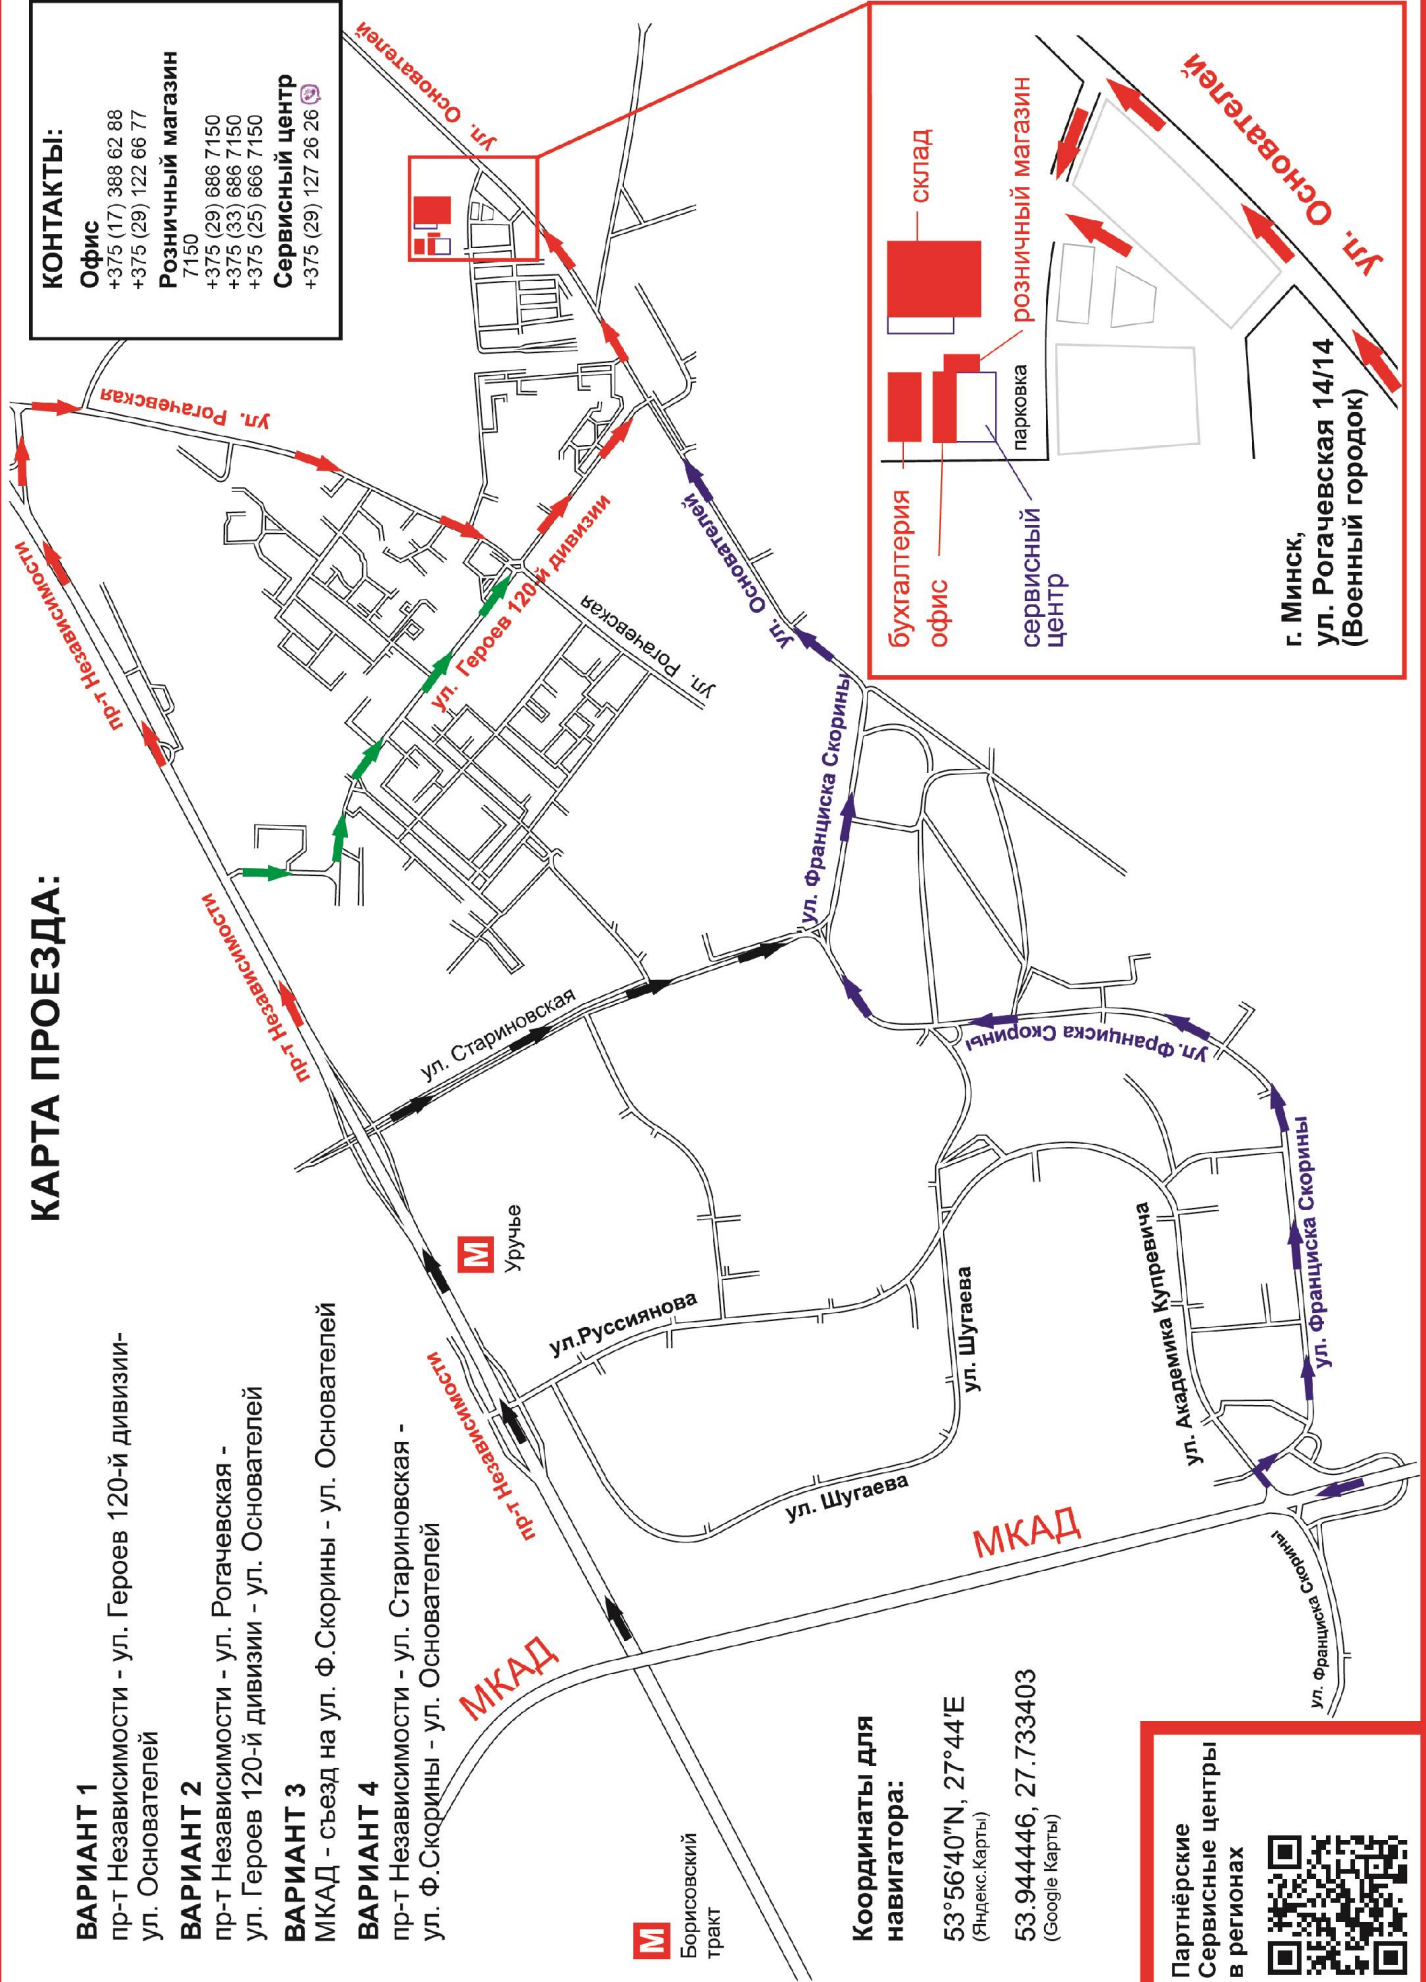 КАРТА ПРОЕЗДА:
ВАРИАНТ 1
пр-т Независимости - ул. Героев 120-й дивизии-
ул. Основателей
ВАРИАНТ 2
пр-т Независимости - ул. Рогачевская -
ул. Героев 120-й дивизии - ул. Основателей
ВАРИАНТ 3
МКАД - съезд на ул. Ф.Скорины - ул. Основателей
ВАРИАНТ 4
пр-т Независимости - ул. Стариновская -
ул. Ф.Скорины - ул. Основателей
КОНТАКТЫ:
Офис
+375 (17) 388 62 88
+375 (29) 122 66 77
Розничный магазин
7150
+375 (29) 686 7150
+375 (33) 686 7150
+375 (25) 666 7150
Сервисный центр
+375 (29) 127 26 26
пр-т Независимости
пр-т Независимости
пр-т Независимости
ул. Рогачевская
ул. Рогачевская
ул. Героев 120-й дивизии
ул. Основателей
ул. Основателей
ул. Стариновская
М
Уручье
ул.Руссиянова
ул. Шугаева
ул. Шугаева
ул. Франциска Скорины
ул. Франциска Скорины
ул. Франциска Скорины
ул. Франциска Скорины
ул. Академика Купревича
МКАД
МКАД
М
Борисовский
тракт
Координаты для
навигатора:
53°56′40″N, 27°44′E
(Яндекс.Карты)
53.944446, 27.733403
(Google Карты)
Партнёрские
Сервисные центры
в регионах
бухгалтерия
офис
сервисный
центр
склад
розничный магазин
парковка
ул. Основателей
г. Минск,
ул. Рогачевская 14/14
(Военный городок)